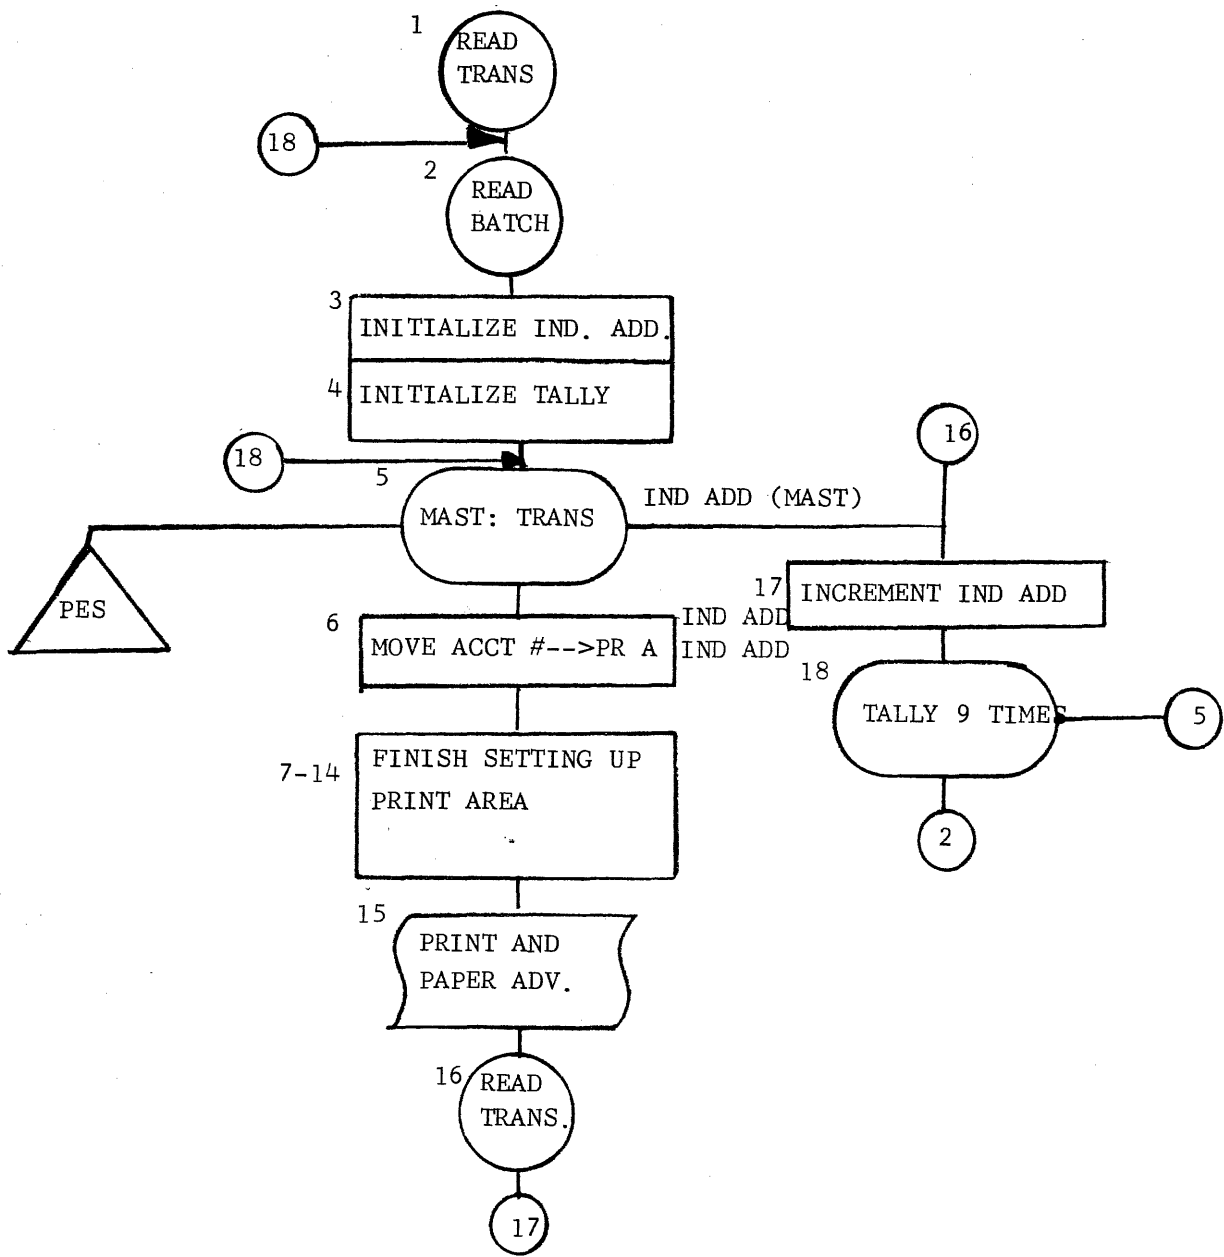 1
READ
TRANS
18
2
READ
BATCH
3
INITIALIZE IND. ADD.
4
INITIALIZE TALLY
16
18
5
IND ADD (MAST)
MAST: TRANS
PES
17
INCREMENT IND ADD
6
IND ADD
MOVE ACCT #-->PR A
IND ADD
18
TALLY 9 TIMES
5
7-14
FINISH SETTING UP
PRINT AREA
2
15
PRINT AND
PAPER ADV.
16
READ
TRANS.
17